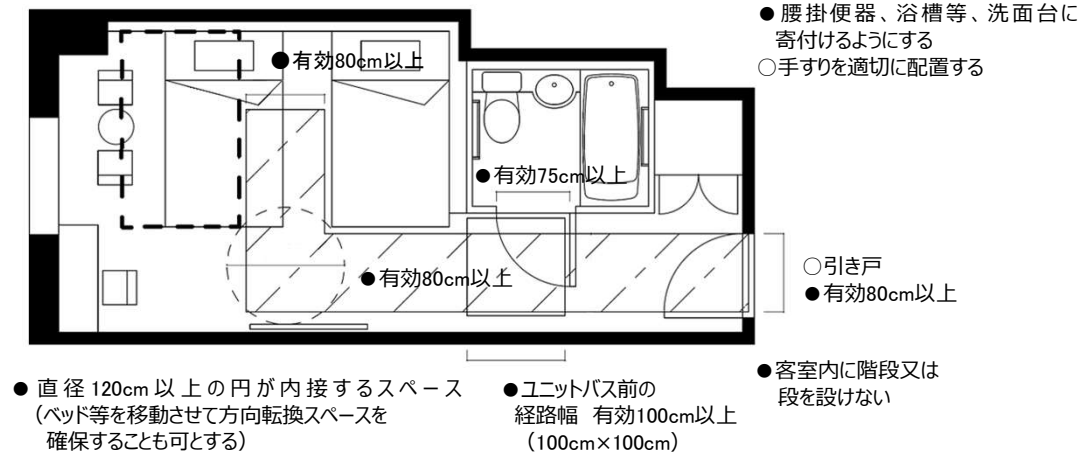 ●腰掛便器、浴槽等、洗面台に
寄付けるようにする
○手すりを適切に配置する
●有効80cm以上
●有効75cm以上
●有効80cm以上
○引き戸
●有効80cm以上
●直径120cm以上の円が内接するスペース
(ベッド等を移動させて方向転換スペースを
確保することも可とする)
●ユニットバス前の
経路幅 有効100cm以上
(100cm×100cm)
●客室内に階段又は
段を設けない